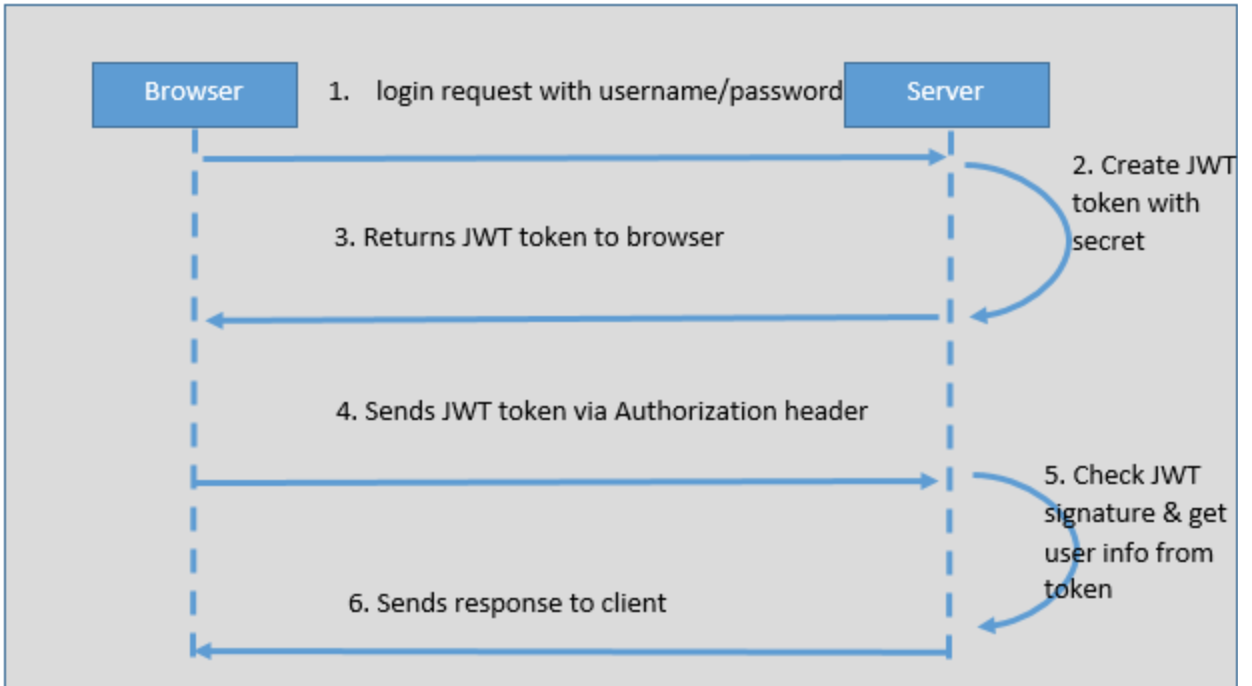 Browser
1. login request with username/password
Server
2. Create JWT
token with
secret
3. Returns JWT token to browser
4. Sends JWT token via Authorization header
5. Check JWT
signature & get
user info from
token
6. Sends response to client